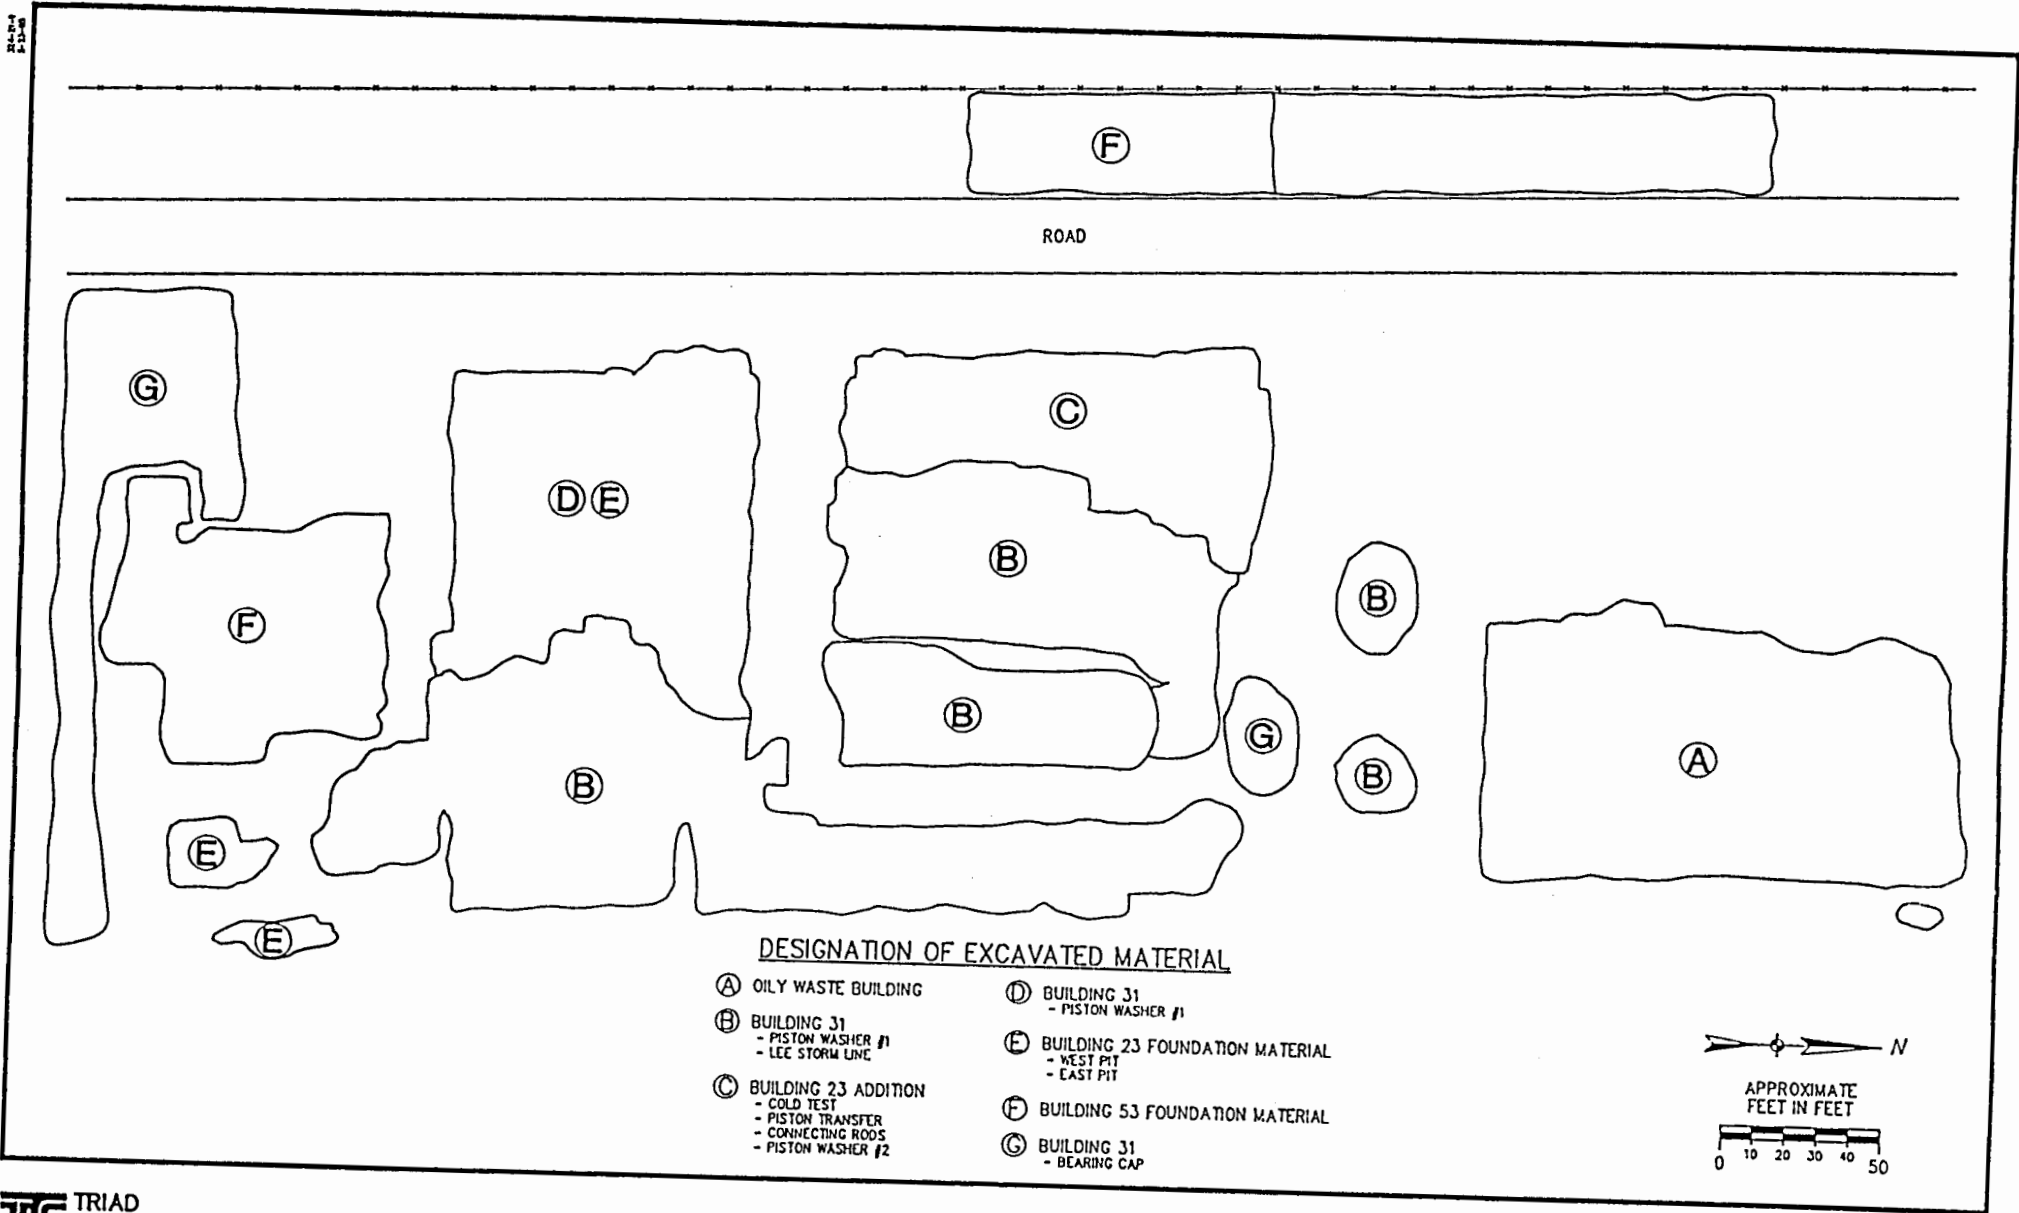 ROAD
F
G
C
D E
B
B
F
B
G
A
B
B
E
E
DESIGNATION OF EXCAVATED MATERIAL
A OILY WASTE BUILDING
B BUILDING 31
- PISTON WASHER #1
- LEE STORM LINE
C BUILDING 23 ADDITION
- COLD TEST
- PISTON TRANSFER
- CONNECTING RODS
- PISTON WASHER #2
D BUILDING 31
- PISTON WASHER #1
E BUILDING 23 FOUNDATION MATERIAL
- WEST PIT
- EAST PIT
F BUILDING 53 FOUNDATION MATERIAL
G BUILDING 31
- BEARING CAP
N
APPROXIMATE
FEET IN FEET
0 10 20 30 40 50
TRIAD